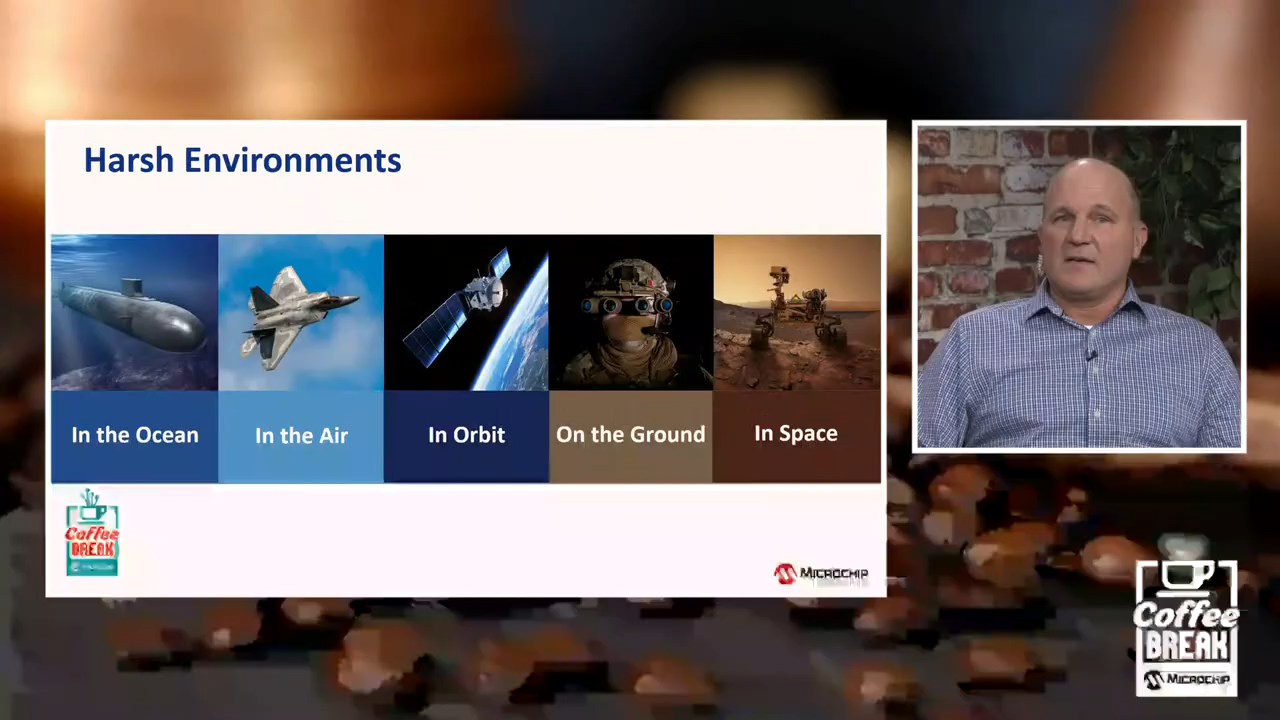 Harsh Environments
In the Ocean
In the Air
In Orbit
On the Ground
In Space
Coffee
BREAK
MICROCHIP
Coffee
BREAK
MICROCHIP